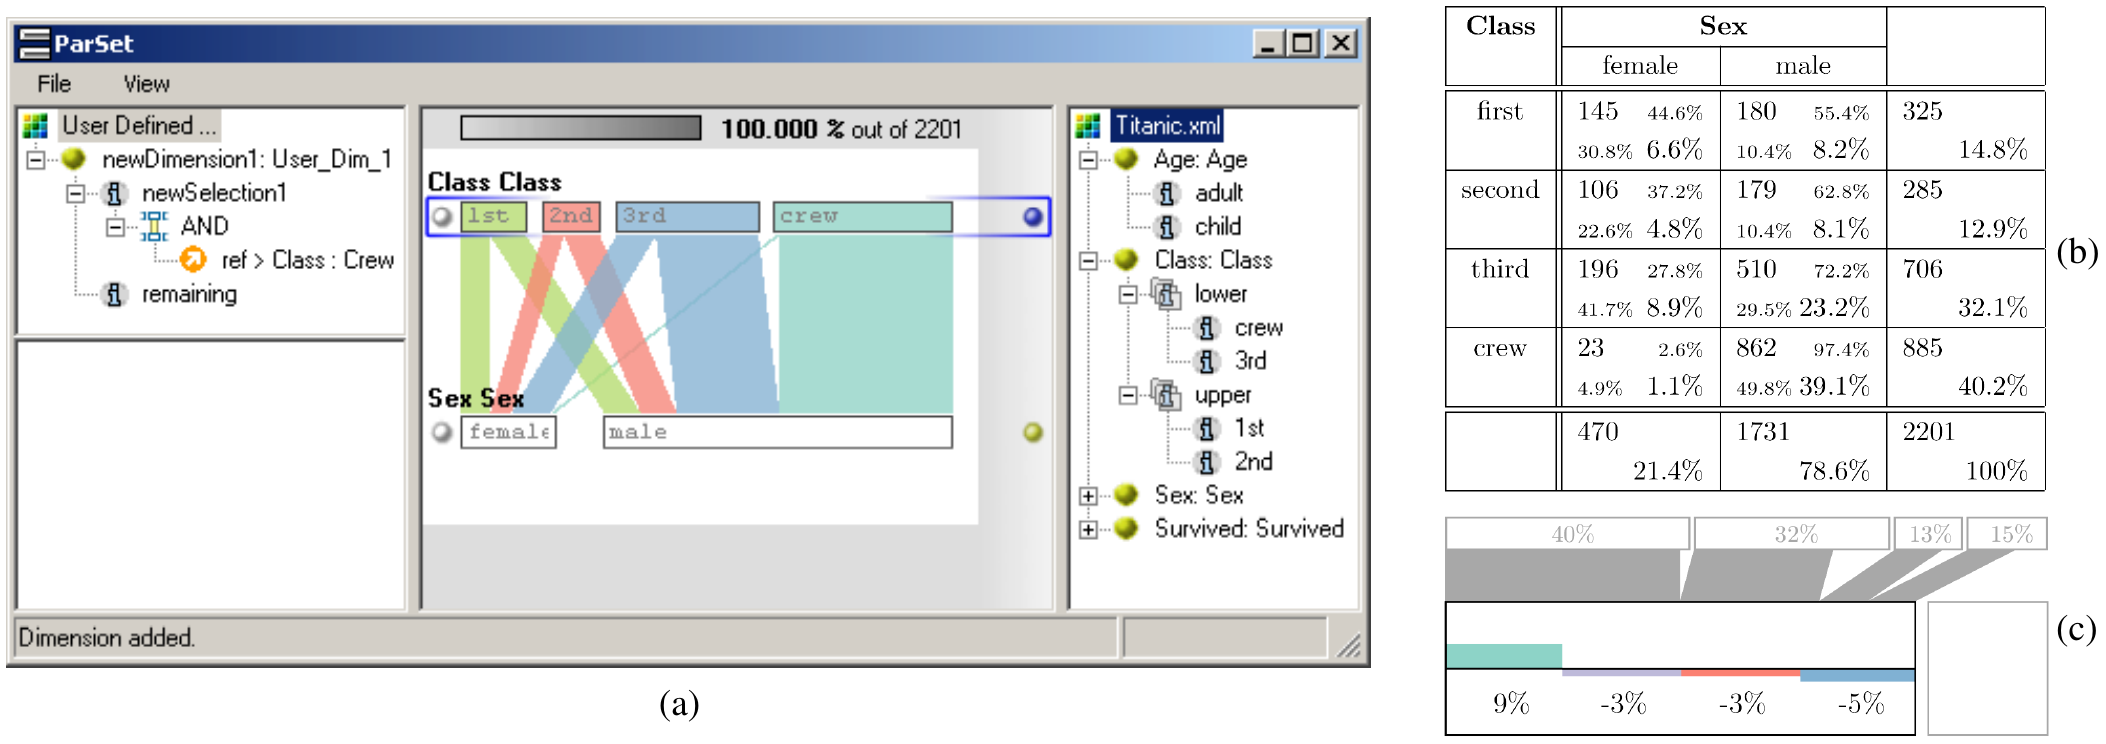 ParSet
File View
User Defined ...
newDimension1: User_Dim_1
newSelection1
AND
ref > Class : Crew
remaining
100.000 % out of 2201
Class Class
1st 2nd 3rd crew
Sex Sex
female male
Titanic.xml
Age: Age
adult
child
Class: Class
lower
crew
3rd
upper
1st
2nd
Sex: Sex
Survived: Survived
Dimension added.
(a)
Class Sex
female male
first 145 44.6% 180 55.4% 325
30.8% 6.6% 10.4% 8.2% 14.8%
second 106 37.2% 179 62.8% 285
22.6% 4.8% 10.4% 8.1% 12.9%
third 196 27.8% 510 72.2% 706
41.7% 8.9% 29.5% 23.2% 32.1%
crew 23 2.6% 862 97.4% 885
4.9% 1.1% 49.8% 39.1% 40.2%
470 1731 2201
21.4% 78.6% 100%
(b)
40% 32% 13% 15%
9% -3% -3% -5%
(c)